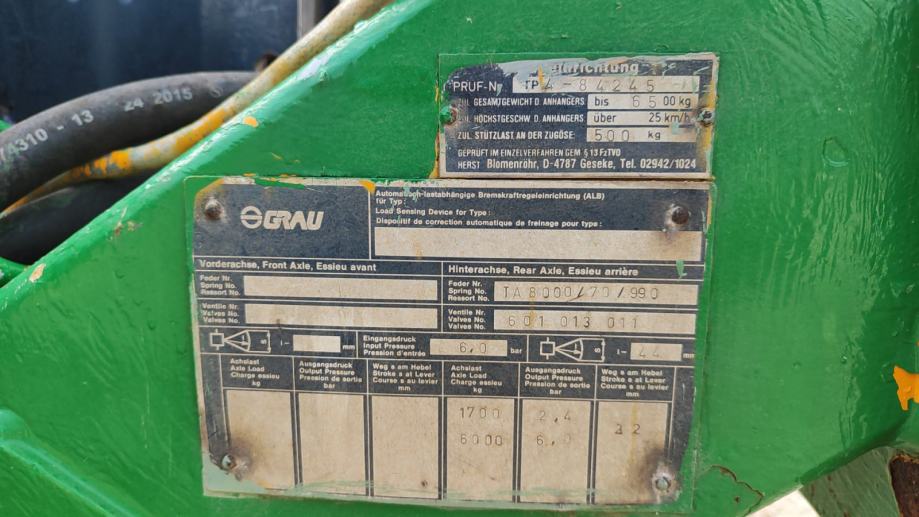 4310 - 13 24 2015
PRUF-N TP 4-84245
ZUL GESAMTGEWICHT D. ANHÄNGERS bis 6500 kg
ZUL HÖCHSTGESCHW D. ANHÄNGERS über 25 km/h
ZUL STÜTZLAST AN DER ZUGÖSE: 500 kg
GEPRÜFT IM EINZELVERFAHREN GEM § 13 FzTVO
HERST Blomenröhr, D-4787 Geseke, Tel. 02942/1024
GRAU
Automatisch-lastabhängige Bremskraftregeleinrichtung (ALB)
für Typ:
Load Sensing Device for Type:
Dispositif de correction automatique de freinage pour type:
Vorderachse, Front Axle, Essieu avant
Hinterachse, Rear Axle, Essieu arrière
Feder Nr.
Spring No.
Ressort No.
Feder Nr.
Spring No.
Ressort No.
TA 8000/70/990
Ventile Nr.
Valves No.
Valves No.
Ventile Nr.
Valves No.
Valves No.
601 013 011
S l= mm
Eingangsdruck
Input Pressure
Pression d'entrée
6,0 bar
S l= 44 mm
Achslast
Axle Load
Charge essieu
kg
Ausgangsdruck
Output Pressure
Pression de sortie
bar
Weg s am Hebel
Stroke s at Lever
Course s au levier
mm
Achslast
Axle Load
Charge essieu
kg
Ausgangsdruck
Output Pressure
Pression de sortie
bar
Weg s am Hebel
Stroke s at Lever
Course s au levier
mm
1700 2,4
32
6000 6,0